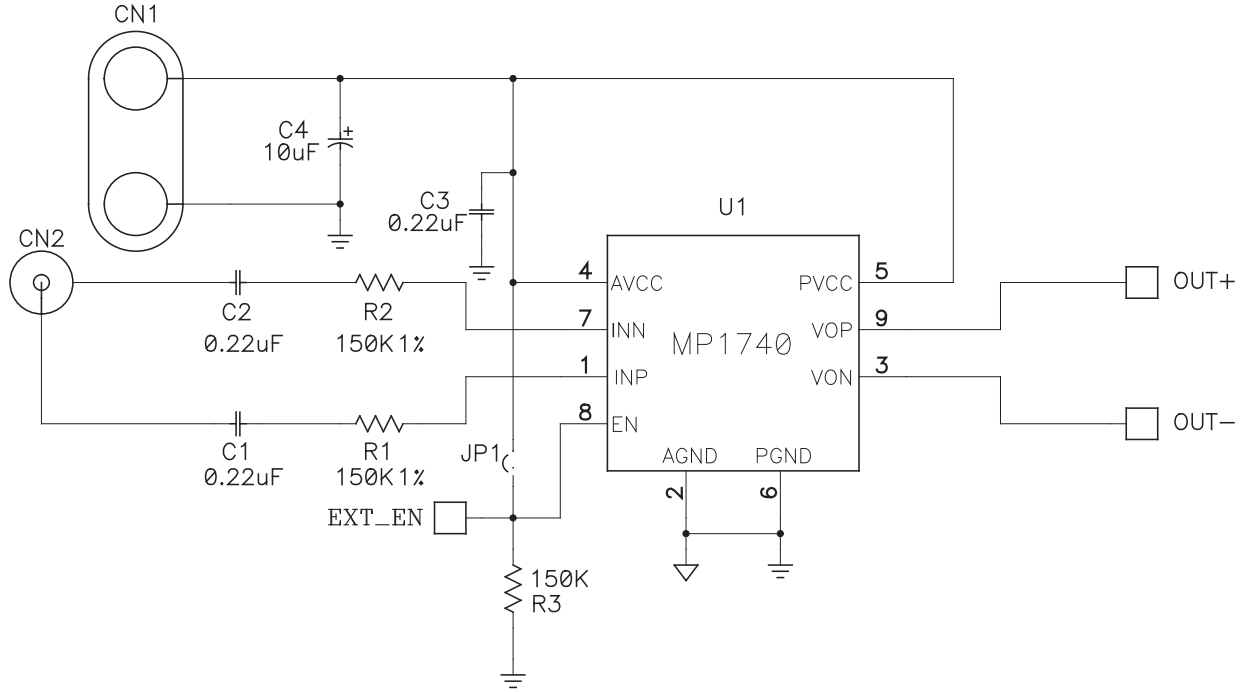 CN1
C4
10uF
+
C3
0.22uF
U1
CN2
4
AVCC
PVCC
5
OUT+
C2
0.22uF
R2
150K1%
7
INN
MP1740
VOP
9
1
INP
VON
3
8
EN
OUT-
C1
0.22uF
R1
150K1%
JP1
AGND
PGND
2
6
EXT_EN
150K
R3